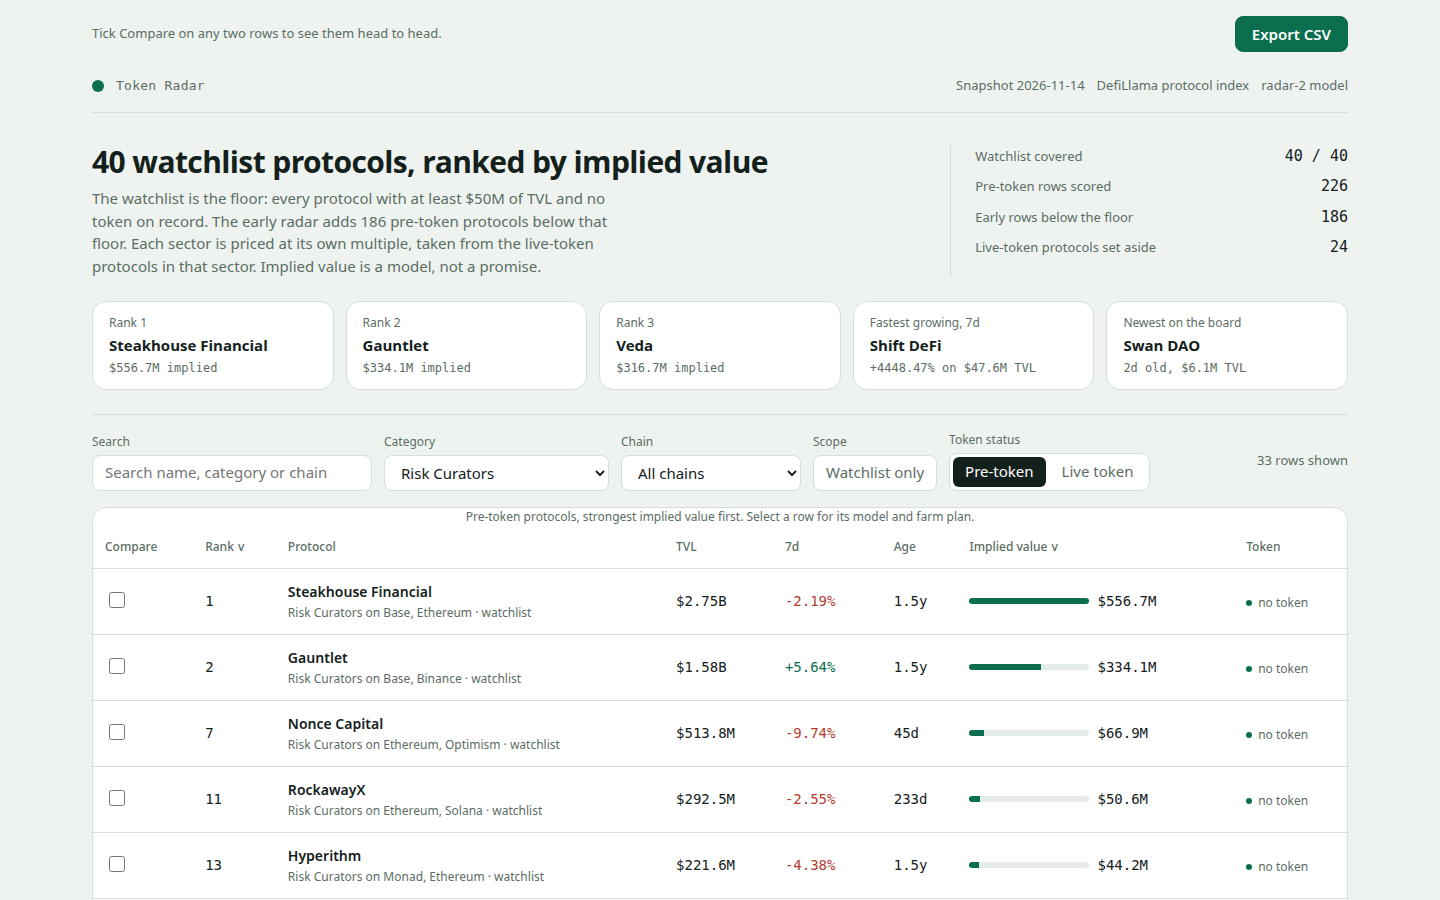 Tick Compare on any two rows to see them head to head.
Export CSV
Token Radar
Snapshot 2026-11-14 DefiLlama protocol index radar-2 model
40 watchlist protocols, ranked by implied value
The watchlist is the floor: every protocol with at least $50M of TVL and no
token on record. The early radar adds 186 pre-token protocols below that
floor. Each sector is priced at its own multiple, taken from the live-token
protocols in that sector. Implied value is a model, not a promise.
Watchlist covered 40 / 40
Pre-token rows scored 226
Early rows below the floor 186
Live-token protocols set aside 24
Rank 1
Steakhouse Financial
$556.7M implied
Rank 2
Gauntlet
$334.1M implied
Rank 3
Veda
$316.7M implied
Fastest growing, 7d
Shift DeFi
+4448.47% on $47.6M TVL
Newest on the board
Swan DAO
2d old, $6.1M TVL
Search
Search name, category or chain
Category
Risk Curators
Chain
All chains
Scope
Watchlist only
Token status
Pre-token Live token
33 rows shown
Pre-token protocols, strongest implied value first. Select a row for its model and farm plan.
Compare Rank v Protocol TVL 7d Age Implied value v Token
1 Steakhouse Financial $2.75B -2.19% 1.5y $556.7M no token
Risk Curators on Base, Ethereum · watchlist
2 Gauntlet $1.58B +5.64% 1.5y $334.1M no token
Risk Curators on Base, Binance · watchlist
7 Nonce Capital $513.8M -9.74% 45d $66.9M no token
Risk Curators on Ethereum, Optimism · watchlist
11 RockawayX $292.5M -2.55% 233d $50.6M no token
Risk Curators on Ethereum, Solana · watchlist
13 Hyperithm $221.6M -4.38% 1.5y $44.2M no token
Risk Curators on Monad, Ethereum · watchlist